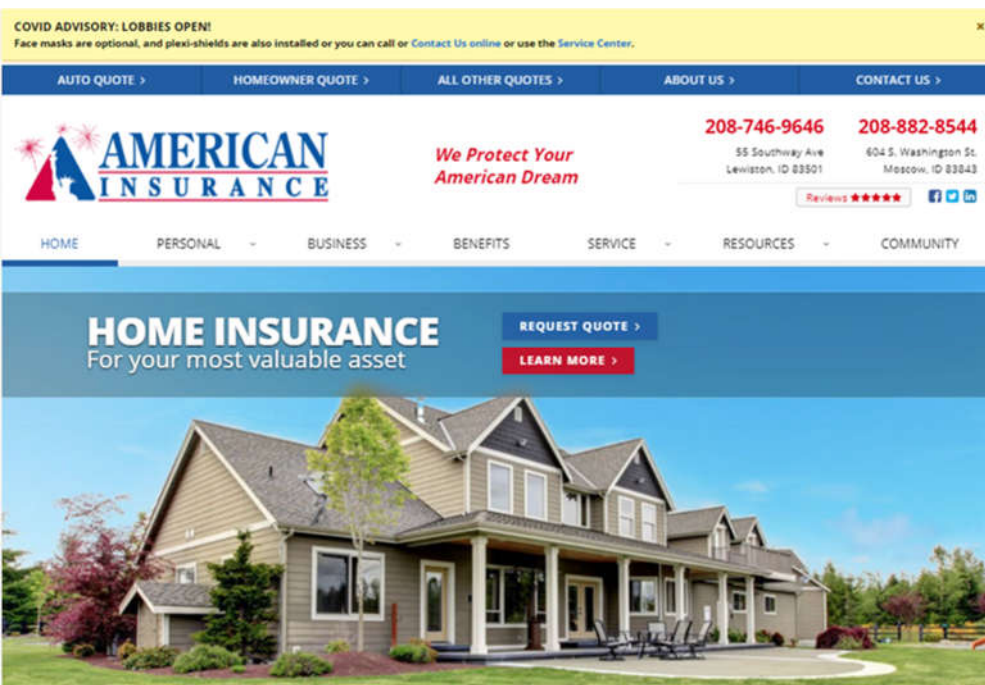 COVID ADVISORY: LOBBIES OPEN!
×
Face masks are optional, and plexi-shields are also installed or you can call or Contact Us online or use the Service Center.
AUTO QUOTE > HOMEOWNER QUOTE > ALL OTHER QUOTES > ABOUT US > CONTACT US >
AMERICAN
INSURANCE
We Protect Your
American Dream
208-746-9646
55 Southway Ave
Lewiston, ID 83501
208-882-8544
604 S. Washington St.
Moscow, ID 83843
Reviews ★★★★★
HOME PERSONAL BUSINESS BENEFITS SERVICE RESOURCES COMMUNITY
HOME INSURANCE
For your most valuable asset
REQUEST QUOTE >
LEARN MORE >